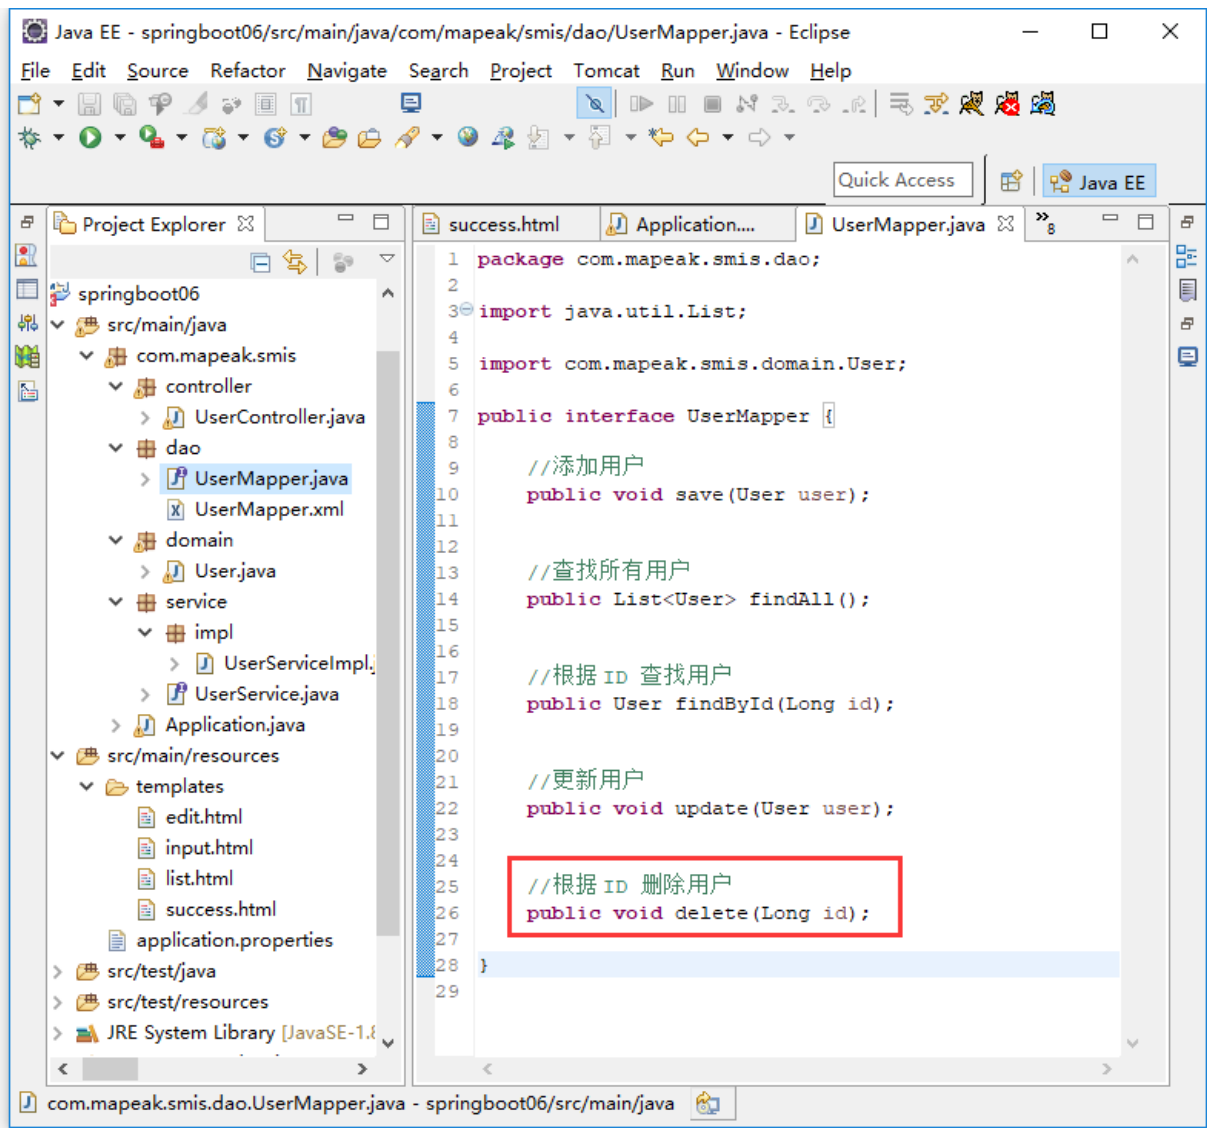 Java EE - springboot06/src/main/java/com/mapeak/smis/dao/UserMapper.java - Eclipse
File Edit Source Refactor Navigate Search Project Tomcat Run Window Help
Quick Access
Java EE
Project Explorer
springboot06
src/main/java
com.mapeak.smis
controller
UserController.java
dao
UserMapper.java
UserMapper.xml
domain
User.java
service
impl
UserServiceImpl.j
UserService.java
Application.java
src/main/resources
templates
edit.html
input.html
list.html
success.html
application.properties
src/test/java
src/test/resources
JRE System Library [JavaSE-1.8
success.html
Application....
UserMapper.java
»8
1 package com.mapeak.smis.dao;
2
3 import java.util.List;
4
5 import com.mapeak.smis.domain.User;
6
7 public interface UserMapper {
8
9 //添加用户
10 public void save(User user);
11
12
13 //查找所有用户
14 public List<User> findAll();
15
16
17 //根据 ID 查找用户
18 public User findById(Long id);
19
20
21 //更新用户
22 public void update(User user);
23
24
25 //根据 ID 删除用户
26 public void delete(Long id);
27
28 }
29
com.mapeak.smis.dao.UserMapper.java - springboot06/src/main/java